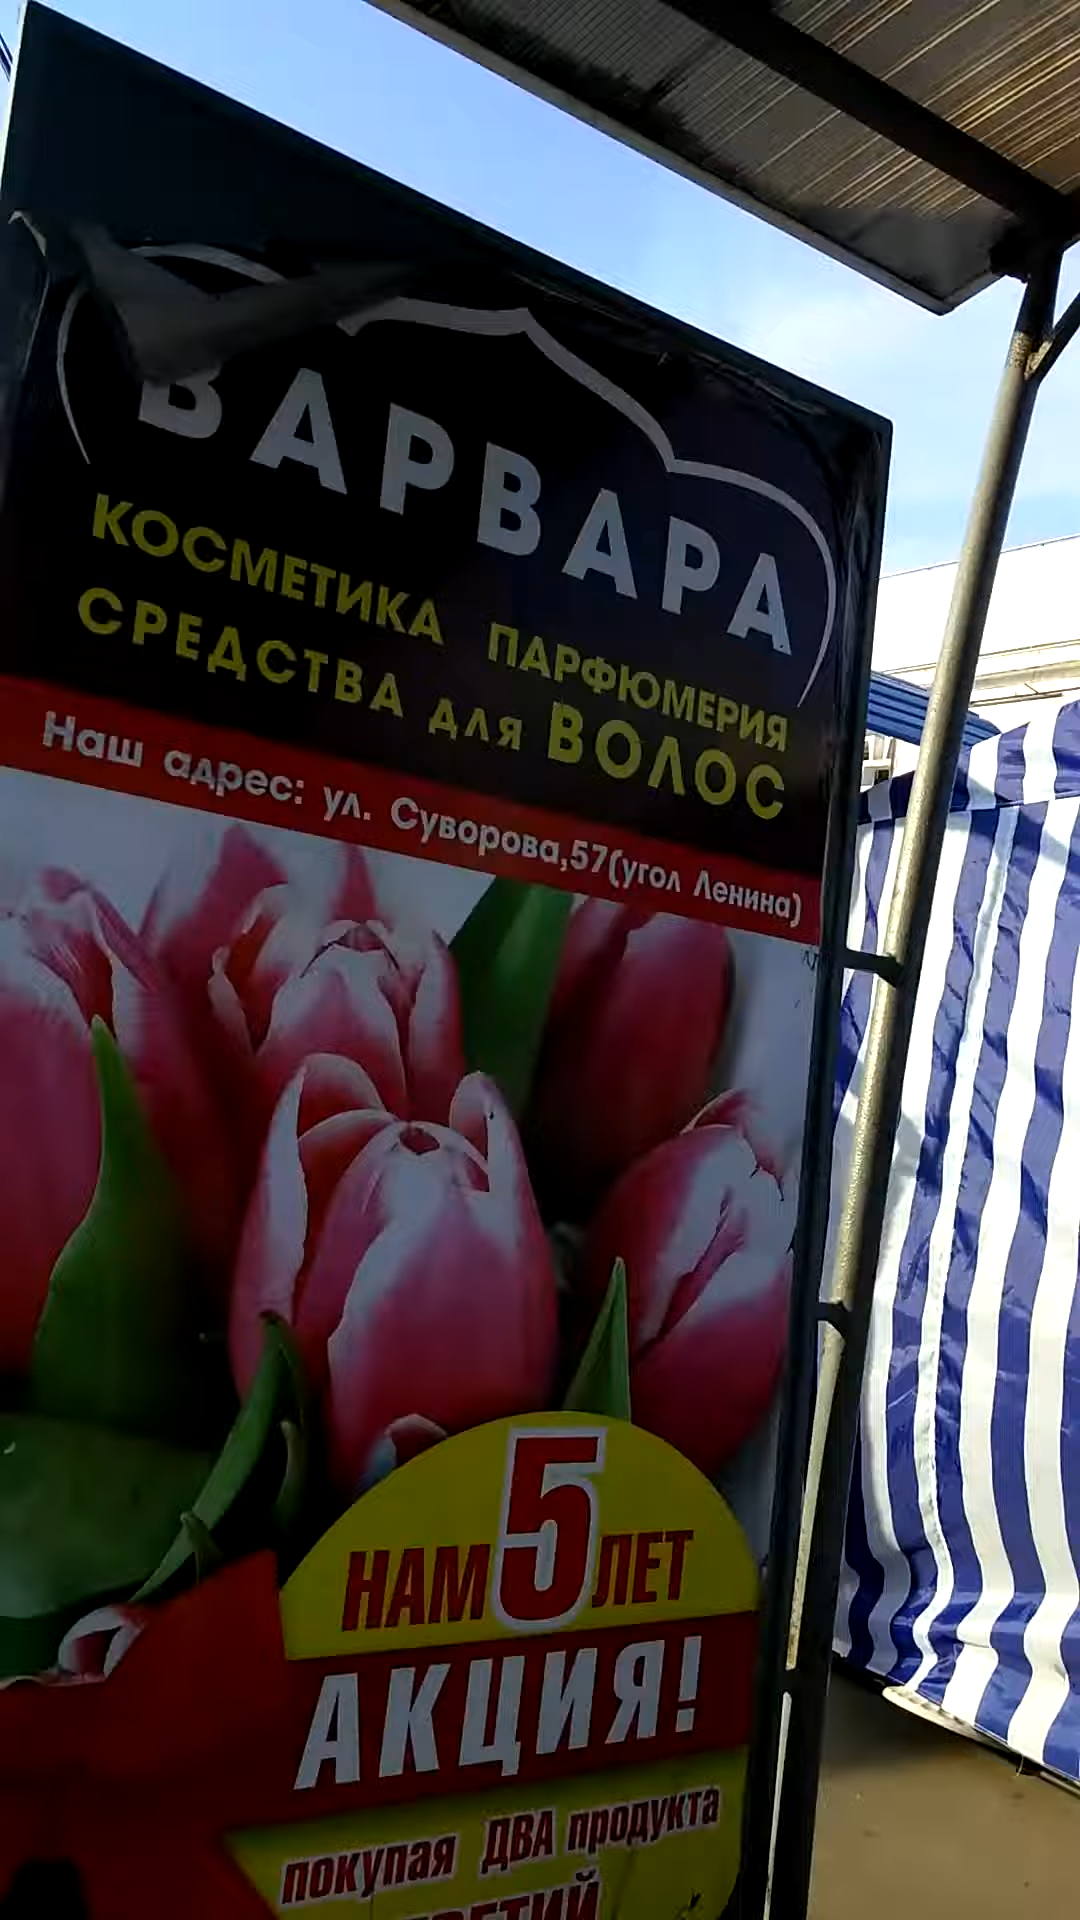 ВАРВАРА
КОСМЕТИКА ПАРФЮМЕРИЯ
СРЕДСТВА для ВОЛОС
Наш адрес: ул. Суворова,57(угол Ленина)
НАМ 5 ЛЕТ
АКЦИЯ!
покупая ДВА продукта